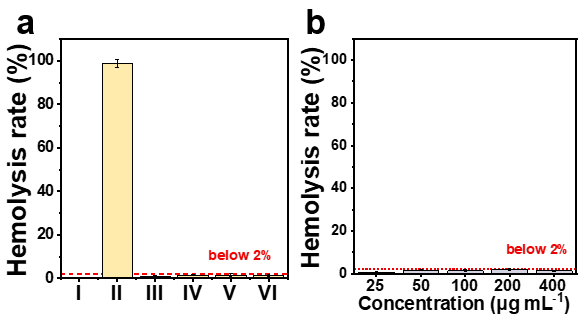 a
Hemolysis rate (%)
100
80
60
40
20
0
below 2%
I II III IV V VI
b
Hemolysis rate (%)
100
80
60
40
20
0
below 2%
25 50 100 200 400
Concentration (μg mL⁻¹)